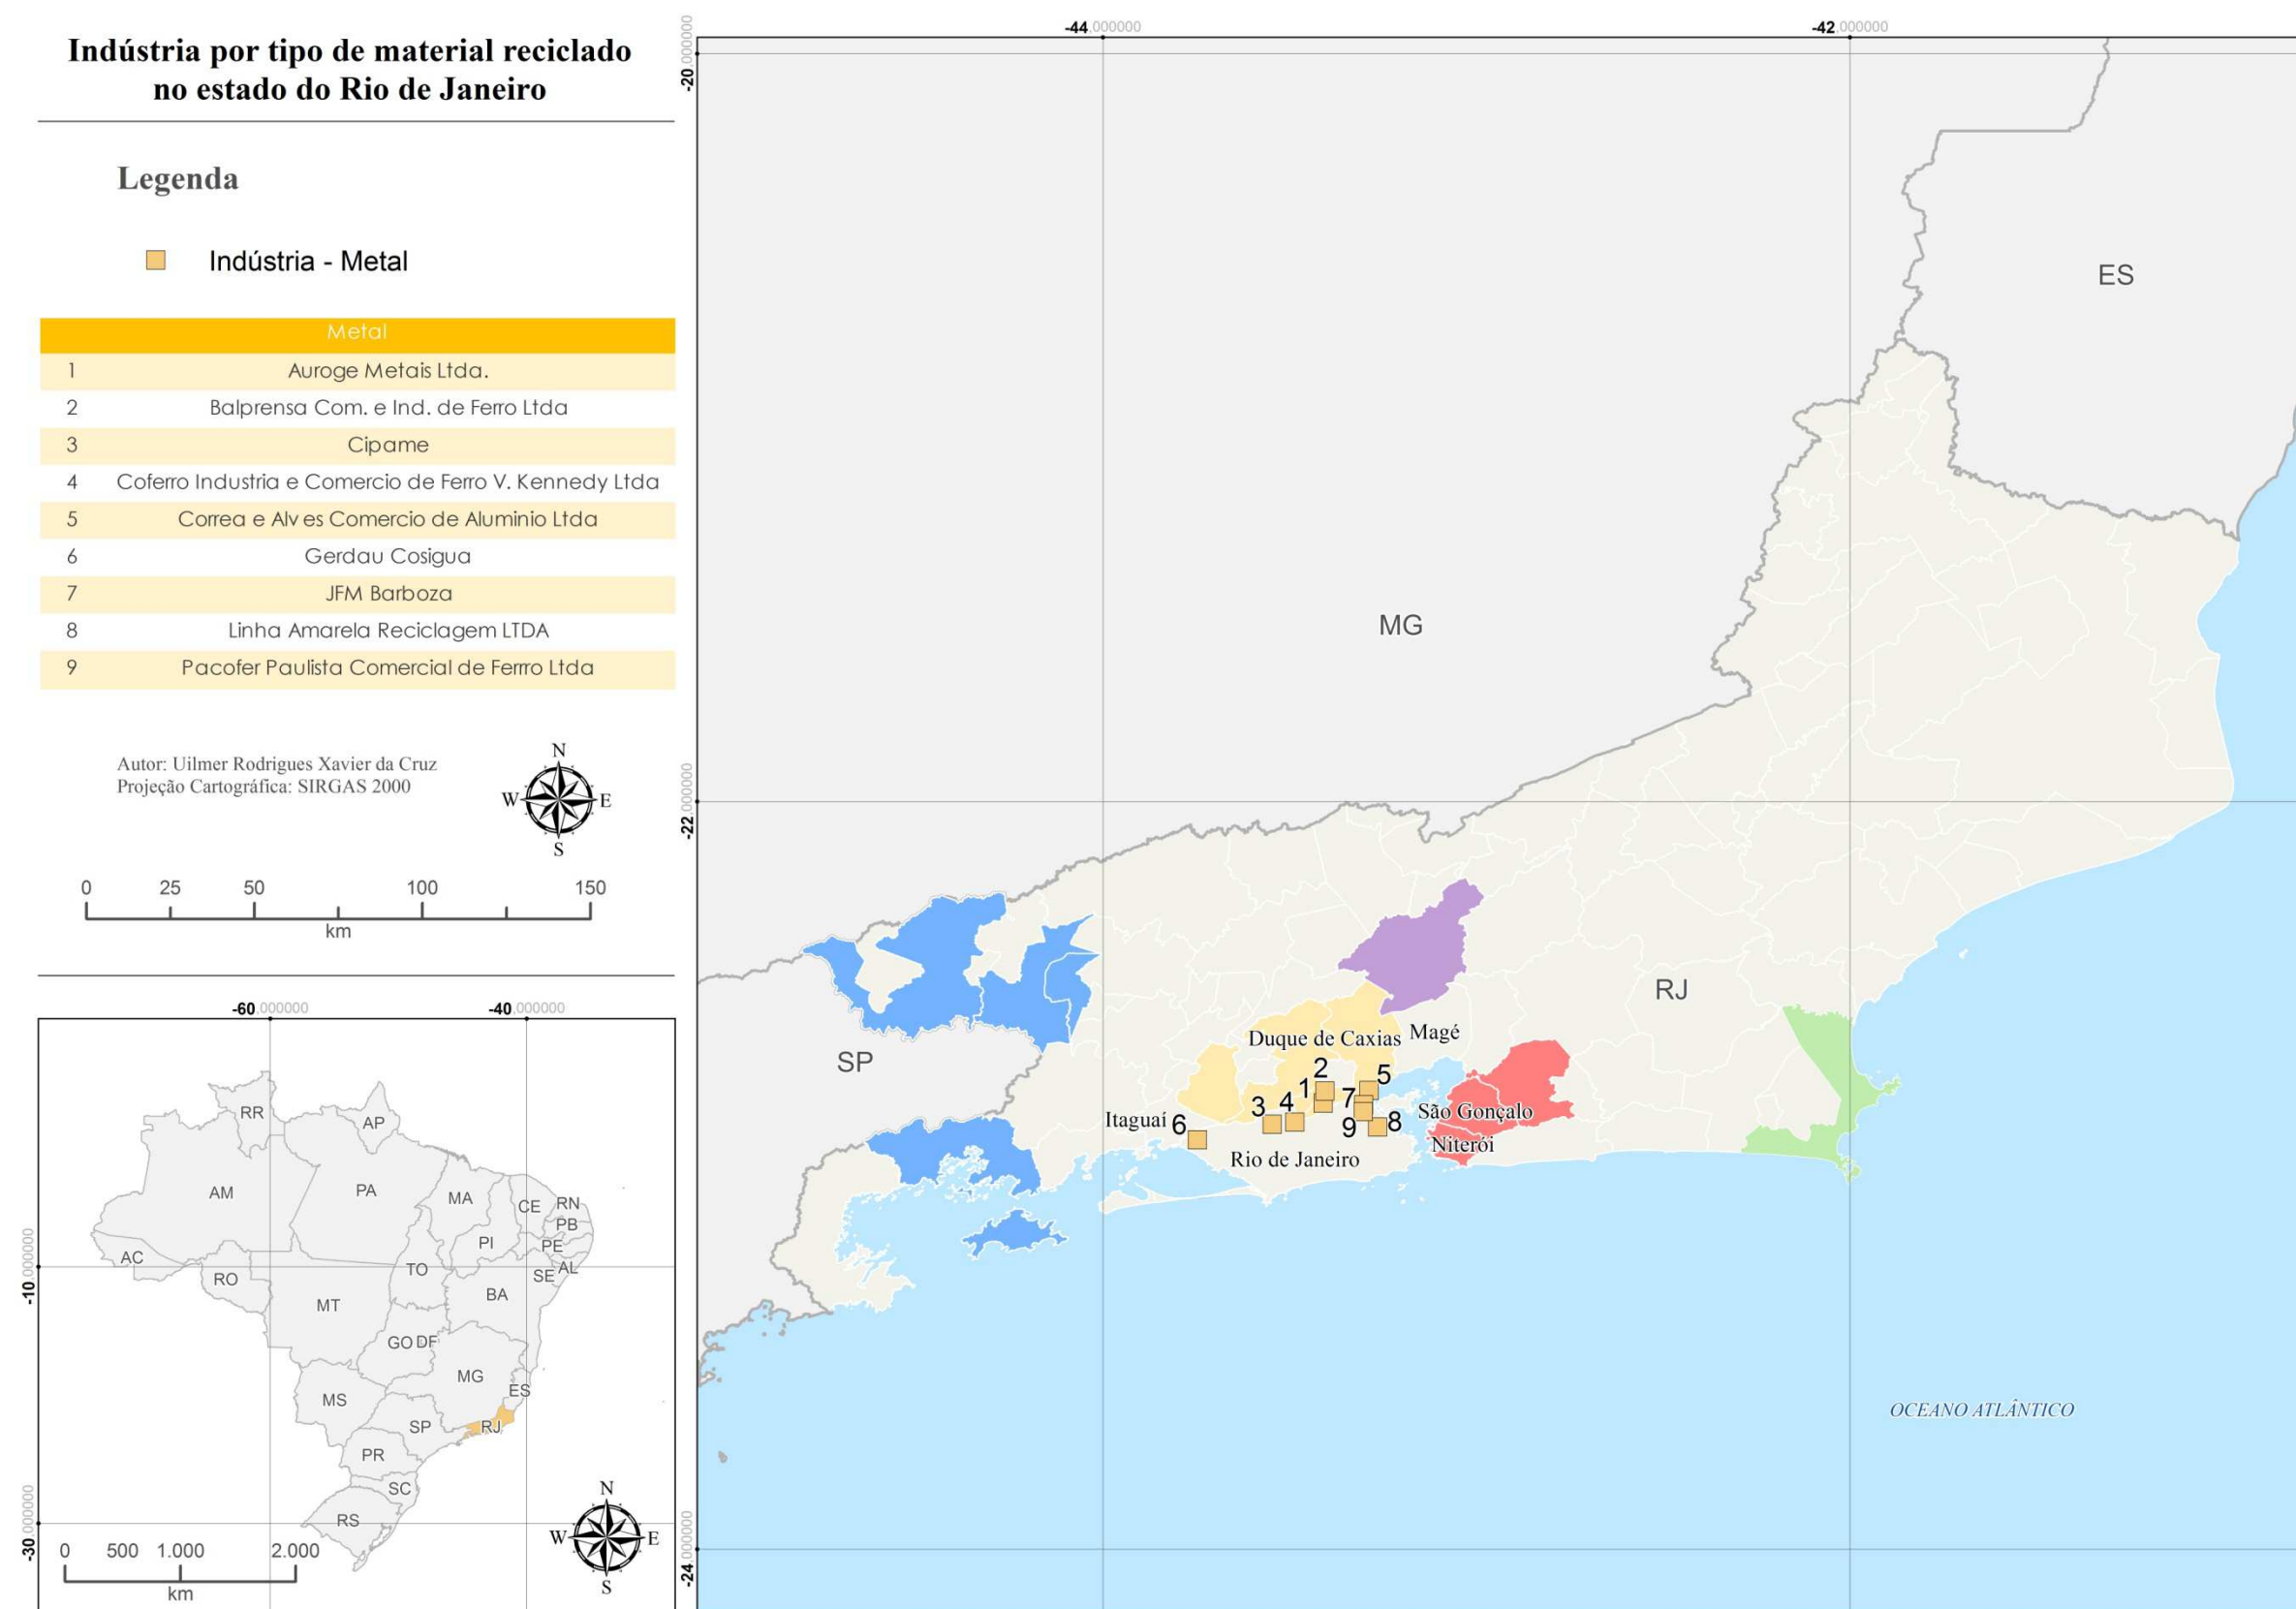 Indústria por tipo de material reciclado
no estado do Rio de Janeiro
Legenda
Indústria - Metal
Metal
1 Auroge Metais Ltda.
2 Balprensa Com. e Ind. de Ferro Ltda
3 Cipame
4 Coferro Industria e Comercio de Ferro V. Kennedy Ltda
5 Correa e Alves Comercio de Aluminio Ltda
6 Gerdau Cosigua
7 JFM Barboza
8 Linha Amarela Reciclagem LTDA
9 Pacofer Paulista Comercial de Ferrro Ltda
Autor: Uilmer Rodrigues Xavier da Cruz
Projeção Cartográfica: SIRGAS 2000
N
W E
S
0 25 50 100 150
km
-60.000000 -40.000000
-10.000000
-30.000000
RR
AP
AM
PA
MA
CE
RN
PB
PI
PE
AC
RO
TO
SE
AL
MT
BA
GO
DF
MG
ES
MS
SP
RJ
PR
SC
RS
N
W E
S
0 500 1.000 2.000
km
-44.000000 -42.000000
-20.000000
-22.000000
-24.000000
ES
MG
RJ
SP
Duque de Caxias
Magé
2
5
1
7
3
4
Itaguaí
6
9
8
São Gonçalo
Niterói
Rio de Janeiro
OCEANO ATLÂNTICO